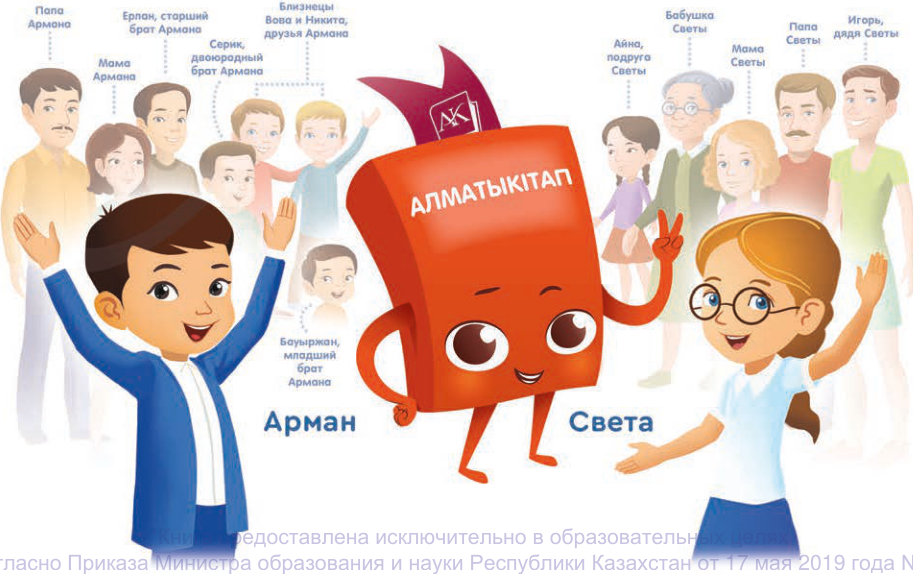 Папа
Армана
Мама
Армана
Ерлан, старший
брат Армана
Серик,
двоюродный
брат Армана
Близнецы
Вова и Никита,
друзья Армана
Бауыржан,
младший
брат
Армана
АК
АЛМАТЫКІТАП
Айна,
подруга
Светы
Бабушка
Светы
Мама
Светы
Папа
Светы
Игорь,
дядя Светы
Арман
Света
предоставлена исключительно в образовательных целях
гласно Приказа Министра образования и науки Республики Казахстан от 17 мая 2019 года N